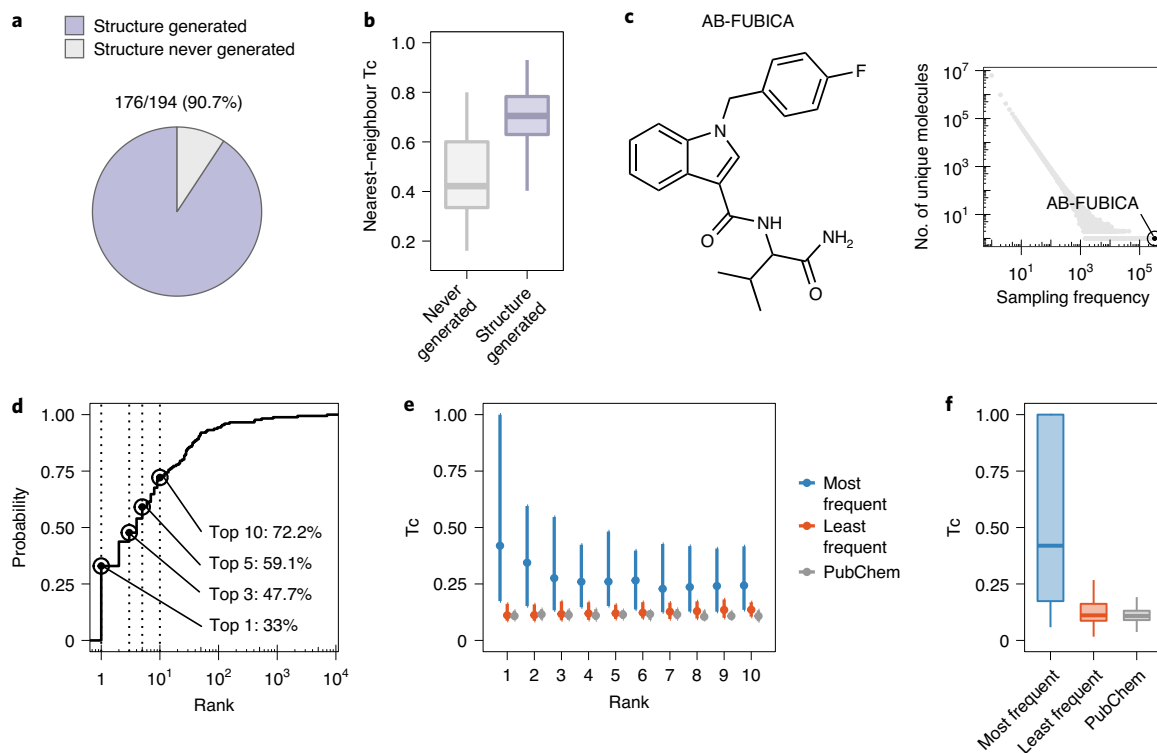 a
Structure generated
Structure never generated
176/194 (90.7%)
b
Nearest–neighbour Tc
1.0
0.8
0.6
0.4
0.2
Never
generated
Structure
generated
c
AB-FUBICA
F
N
O
NH
NH2
O
No. of unique molecules
10^7
10^5
10^3
10^1
AB-FUBICA
10^1
10^3
10^5
Sampling frequency
d
Probability
1.00
0.75
0.50
0.25
0
Top 10: 72.2%
Top 5: 59.1%
Top 3: 47.7%
Top 1: 33%
1
10^1
10^2
10^3
10^4
Rank
e
Tc
1.00
0.75
0.50
0.25
0
1 2 3 4 5 6 7 8 9 10
Rank
Most
frequent
Least
frequent
PubChem
f
Tc
1.00
0.75
0.50
0.25
0
Most frequent
Least frequent
PubChem